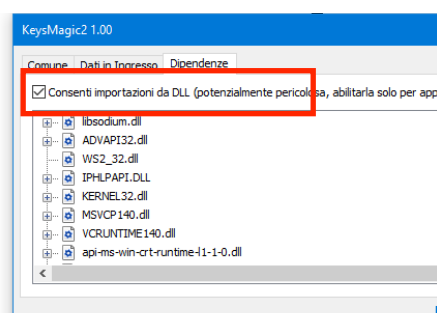 KeysMagic2 1.00
Comune Dati in Ingresso Dipendenze
Consenti importazioni da DLL (potenzialmente pericolosa, abilitarla solo per app
libsodium.dll
ADVAPI32.dll
WS2_32.dll
IPHLPAPI.DLL
KERNEL32.dll
MSVCP140.dll
VCRUNTIME140.dll
api-ms-win-crt-runtime-l1-1-0.dll